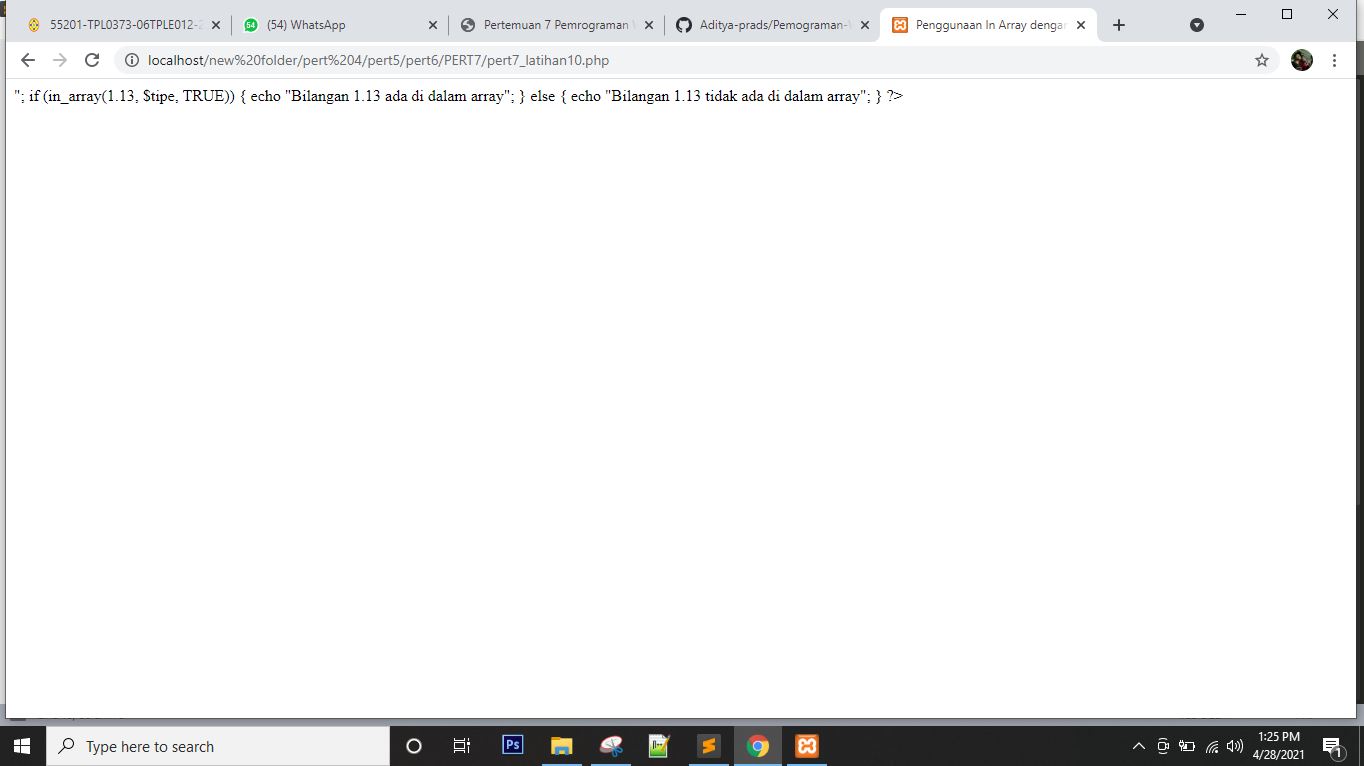 55201-TPL0373-06TPLE012-2
(54) WhatsApp
Pertemuan 7 Pemrograman W
Aditya-prads/Pemograman-
Penggunaan In Array dengan
localhost/new%20folder/pert%204/pert5/pert6/PERT7/pert7_latihan10.php
"; if (in_array(1.13, $tipe, TRUE)) { echo "Bilangan 1.13 ada di dalam array"; } else { echo "Bilangan 1.13 tidak ada di dalam array"; } ?>
Type here to search
Ps
1:25 PM
4/28/2021
1